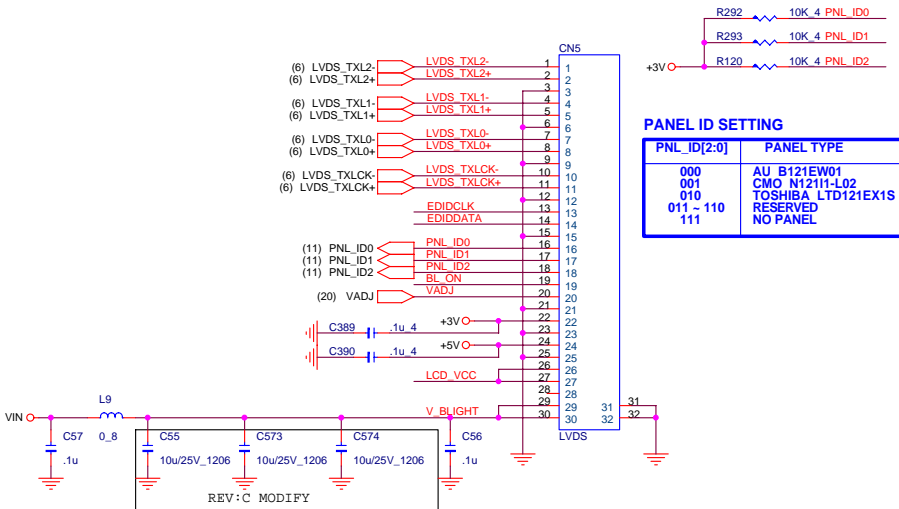 R292 10K_4 PNL_ID0
R293 10K_4 PNL_ID1
+3V R120 10K_4 PNL_ID2
CN5
(6) LVDS_TXL2- LVDS_TXL2- 1 1
(6) LVDS_TXL2+ LVDS_TXL2+ 2 2
3 3
(6) LVDS_TXL1- LVDS_TXL1- 4 4
(6) LVDS_TXL1+ LVDS_TXL1+ 5 5
6 6
(6) LVDS_TXL0- LVDS_TXL0- 7 7
(6) LVDS_TXL0+ LVDS_TXL0+ 8 8
9 9
(6) LVDS_TXLCK- LVDS_TXLCK- 10 10
(6) LVDS_TXLCK+ LVDS_TXLCK+ 11 11
12 12
EDIDCLK 13 13
EDIDDATA 14 14
15 15
(11) PNL_ID0 PNL_ID0 16 16
(11) PNL_ID1 PNL_ID1 17 17
(11) PNL_ID2 PNL_ID2 18 18
BL_ON 19 19
(20) VADJ VADJ 20 20
21 21
+3V 22 22
C389 .1u_4 23 23
+5V 24 24
C390 .1u_4 25 25
26 26
LCD_VCC 27 27
28 28
29 29
V_BLIGHT 30 30
31 31
32 32
LVDS
PANEL ID SETTING
PNL_ID[2:0] PANEL TYPE
000 AU B121EW01
001 CMO N121I1-L02
010 TOSHIBA LTD121EX1S
011 ~ 110 RESERVED
111 NO PANEL
VIN L9 0_8
C57 .1u
C55 10u/25V_1206
C573 10u/25V_1206
C574 10u/25V_1206
C56 .1u
REV:C MODIFY